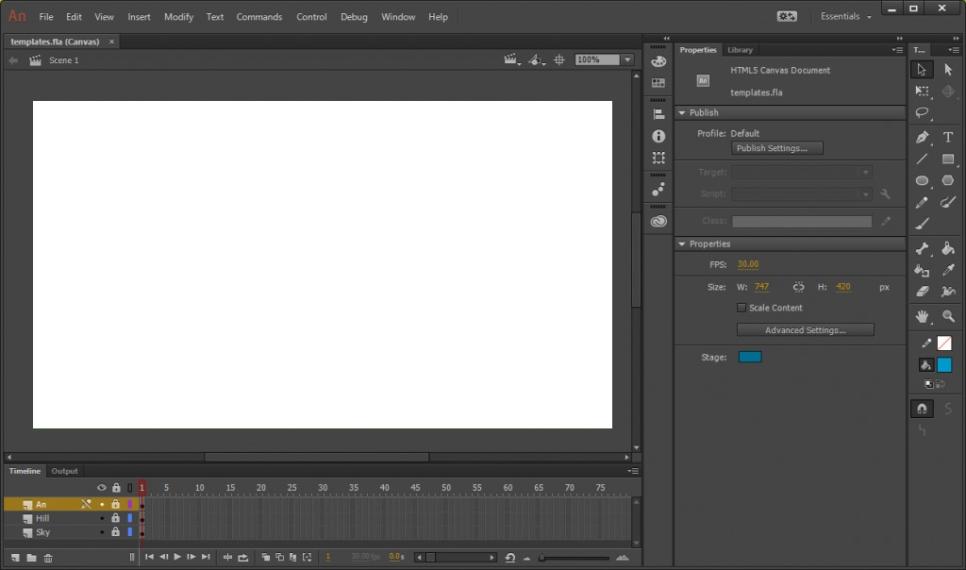 An File Edit View Insert Modify Text Commands Control Debug Window Help Essentials
templates.fla (Canvas) ×
Scene 1 100%
Properties Library T...
An HTML5 Canvas Document
templates.fla
Publish
Profile: Default
Publish Settings...
Target:
Script:
Class:
Properties
FPS: 30.00
Size: W: 747 H: 420 px
Scale Content
Advanced Settings...
Stage:
Timeline Output
1 5 10 15 20 25 30 35 40 45 50 55 60 65 70 75
An
Hill
Sky
1 30.00 fps 0.0 s